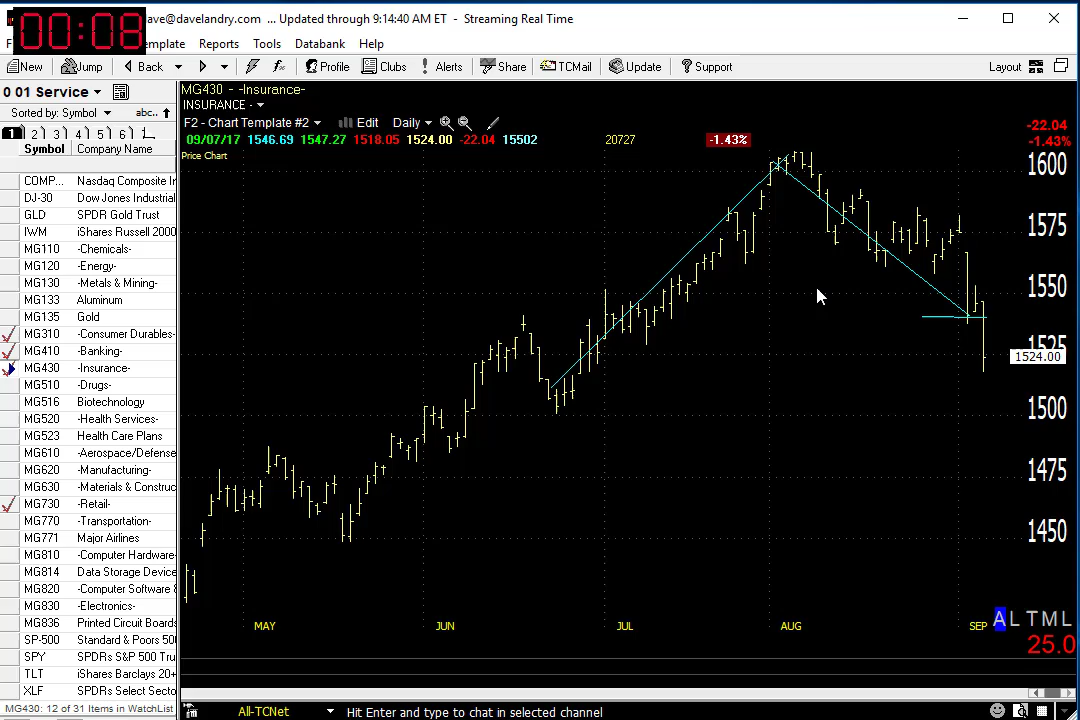 ave@davelandry.com ... Updated through 9:14:40 AM ET - Streaming Real Time
00:08
F
emplate Reports Tools Databank Help
New Jump Back Profile Clubs Alerts Share TCMail Update Support Layout
0 01 Service
Sorted by: Symbol abc..
1 2 3 4 5 6
Symbol Company Name
COMP... Nasdaq Composite In
DJ-30 Dow Jones Industrial
GLD SPDR Gold Trust
IWM iShares Russell 2000
MG110 -Chemicals-
MG120 -Energy-
MG130 -Metals & Mining-
MG133 Aluminum
MG135 Gold
MG310 -Consumer Durables-
MG410 -Banking-
MG430 -Insurance-
MG510 -Drugs-
MG516 Biotechnology
MG520 -Health Services-
MG523 Health Care Plans
MG610 -Aerospace/Defense
MG620 -Manufacturing-
MG630 -Materials & Construc
MG730 -Retail-
MG770 -Transportation-
MG771 Major Airlines
MG810 -Computer Hardware-
MG814 Data Storage Device
MG820 -Computer Software &
MG830 -Electronics-
MG836 Printed Circuit Boards
SP-500 Standard & Poors 500
SPY SPDRs S&P 500 Tru
TLT iShares Barclays 20+
XLF SPDRs Select Secto
MG430: 12 of 31 Items in WatchList
MG430 - -Insurance-
INSURANCE -
F2 - Chart Template #2 Edit Daily
09/07/17 1546.69 1547.27 1518.05 1524.00 -22.04 15502 20727 -1.43%
Price Chart
-22.04
-1.43%
1600
1575
1550
1525
1524.00
1500
1475
1450
MAY JUN JUL AUG SEP
A L T M L
25.0
All-TCNet Hit Enter and type to chat in selected channel